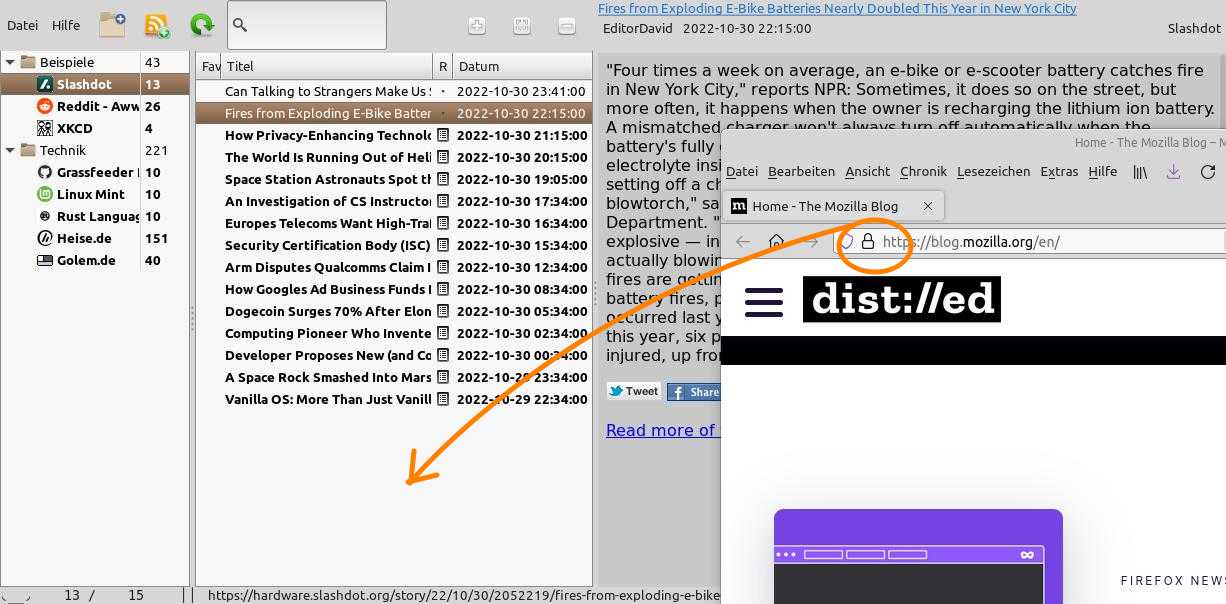 Datei Hilfe
Fires from Exploding E-Bike Batteries Nearly Doubled This Year in New York City
EditorDavid 2022-10-30 22:15:00 Slashdot
Beispiele 43
Slashdot 13
Reddit - Aww 26
XKCD 4
Technik 221
Grassfeeder 10
Linux Mint 10
Rust Languag 10
Heise.de 151
Golem.de 40
Fav Titel R Datum
Can Talking to Strangers Make Us 2022-10-30 23:41:00
Fires from Exploding E-Bike Batter 2022-10-30 22:15:00
How Privacy-Enhancing Technolo 2022-10-30 21:15:00
The World Is Running Out of Heli 2022-10-30 20:15:00
Space Station Astronauts Spot th 2022-10-30 19:05:00
An Investigation of CS Instructo 2022-10-30 17:34:00
Europes Telecoms Want High-Traf 2022-10-30 16:34:00
Security Certification Body (ISC) 2022-10-30 15:34:00
Arm Disputes Qualcomms Claim 2022-10-30 12:34:00
How Googles Ad Business Funds 2022-10-30 08:34:00
Dogecoin Surges 70% After Elon 2022-10-30 05:34:00
Computing Pioneer Who Invente 2022-10-30 02:34:00
Developer Proposes New (and Co 2022-10-30 00:34:00
A Space Rock Smashed Into Mars 2022-10-29 23:34:00
Vanilla OS: More Than Just Vanill 2022-10-29 22:34:00
"Four times a week on average, an e-bike or e-scooter battery catches fire
in New York City," reports NPR: Sometimes, it does so on the street, but
more often, it happens when the owner is recharging the lithium ion battery.
A mismatched charger won't always turn off automatically when the
battery's fully
electrolyte insi
setting off a ch
blowtorch," sa
Department. "
explosive — in
actually blowin
fires are gettin
battery fires, p
occurred last y
this year, six p
injured, up from
Tweet Share
Read more of
Home - The Mozilla Blog – M
Datei Bearbeiten Ansicht Chronik Lesezeichen Extras Hilfe
m Home - The Mozilla Blog
https://blog.mozilla.org/en/
dist://ed
FIREFOX NEWS
13 / 15 https://hardware.slashdot.org/story/22/10/30/2052219/fires-from-exploding-e-bike